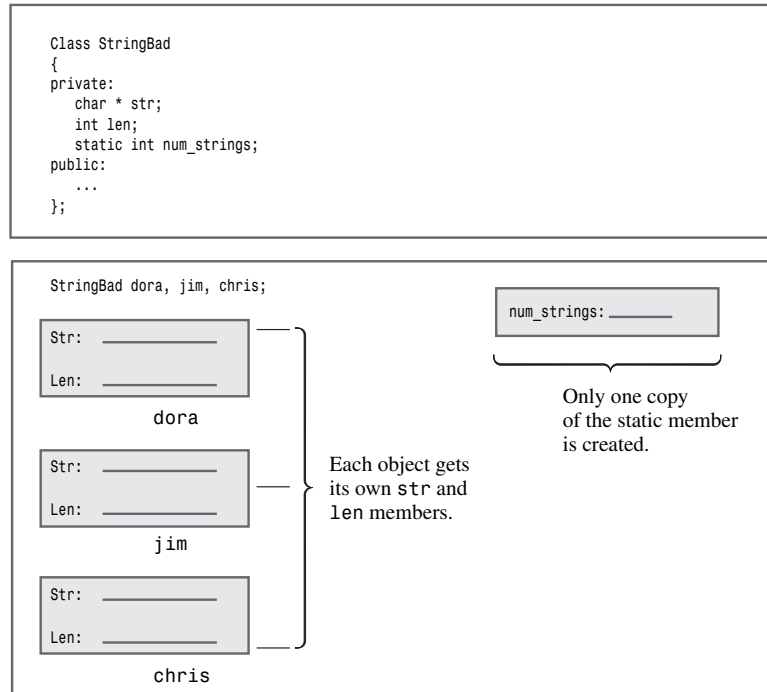 Class StringBad
{
private:
   char * str;
   int len;
   static int num_strings;
public:
   ...
};
StringBad dora, jim, chris;
Str:
Len:
dora
Str:
Len:
jim
Str:
Len:
chris
Each object gets
its own str and
len members.
num_strings:
Only one copy
of the static member
is created.